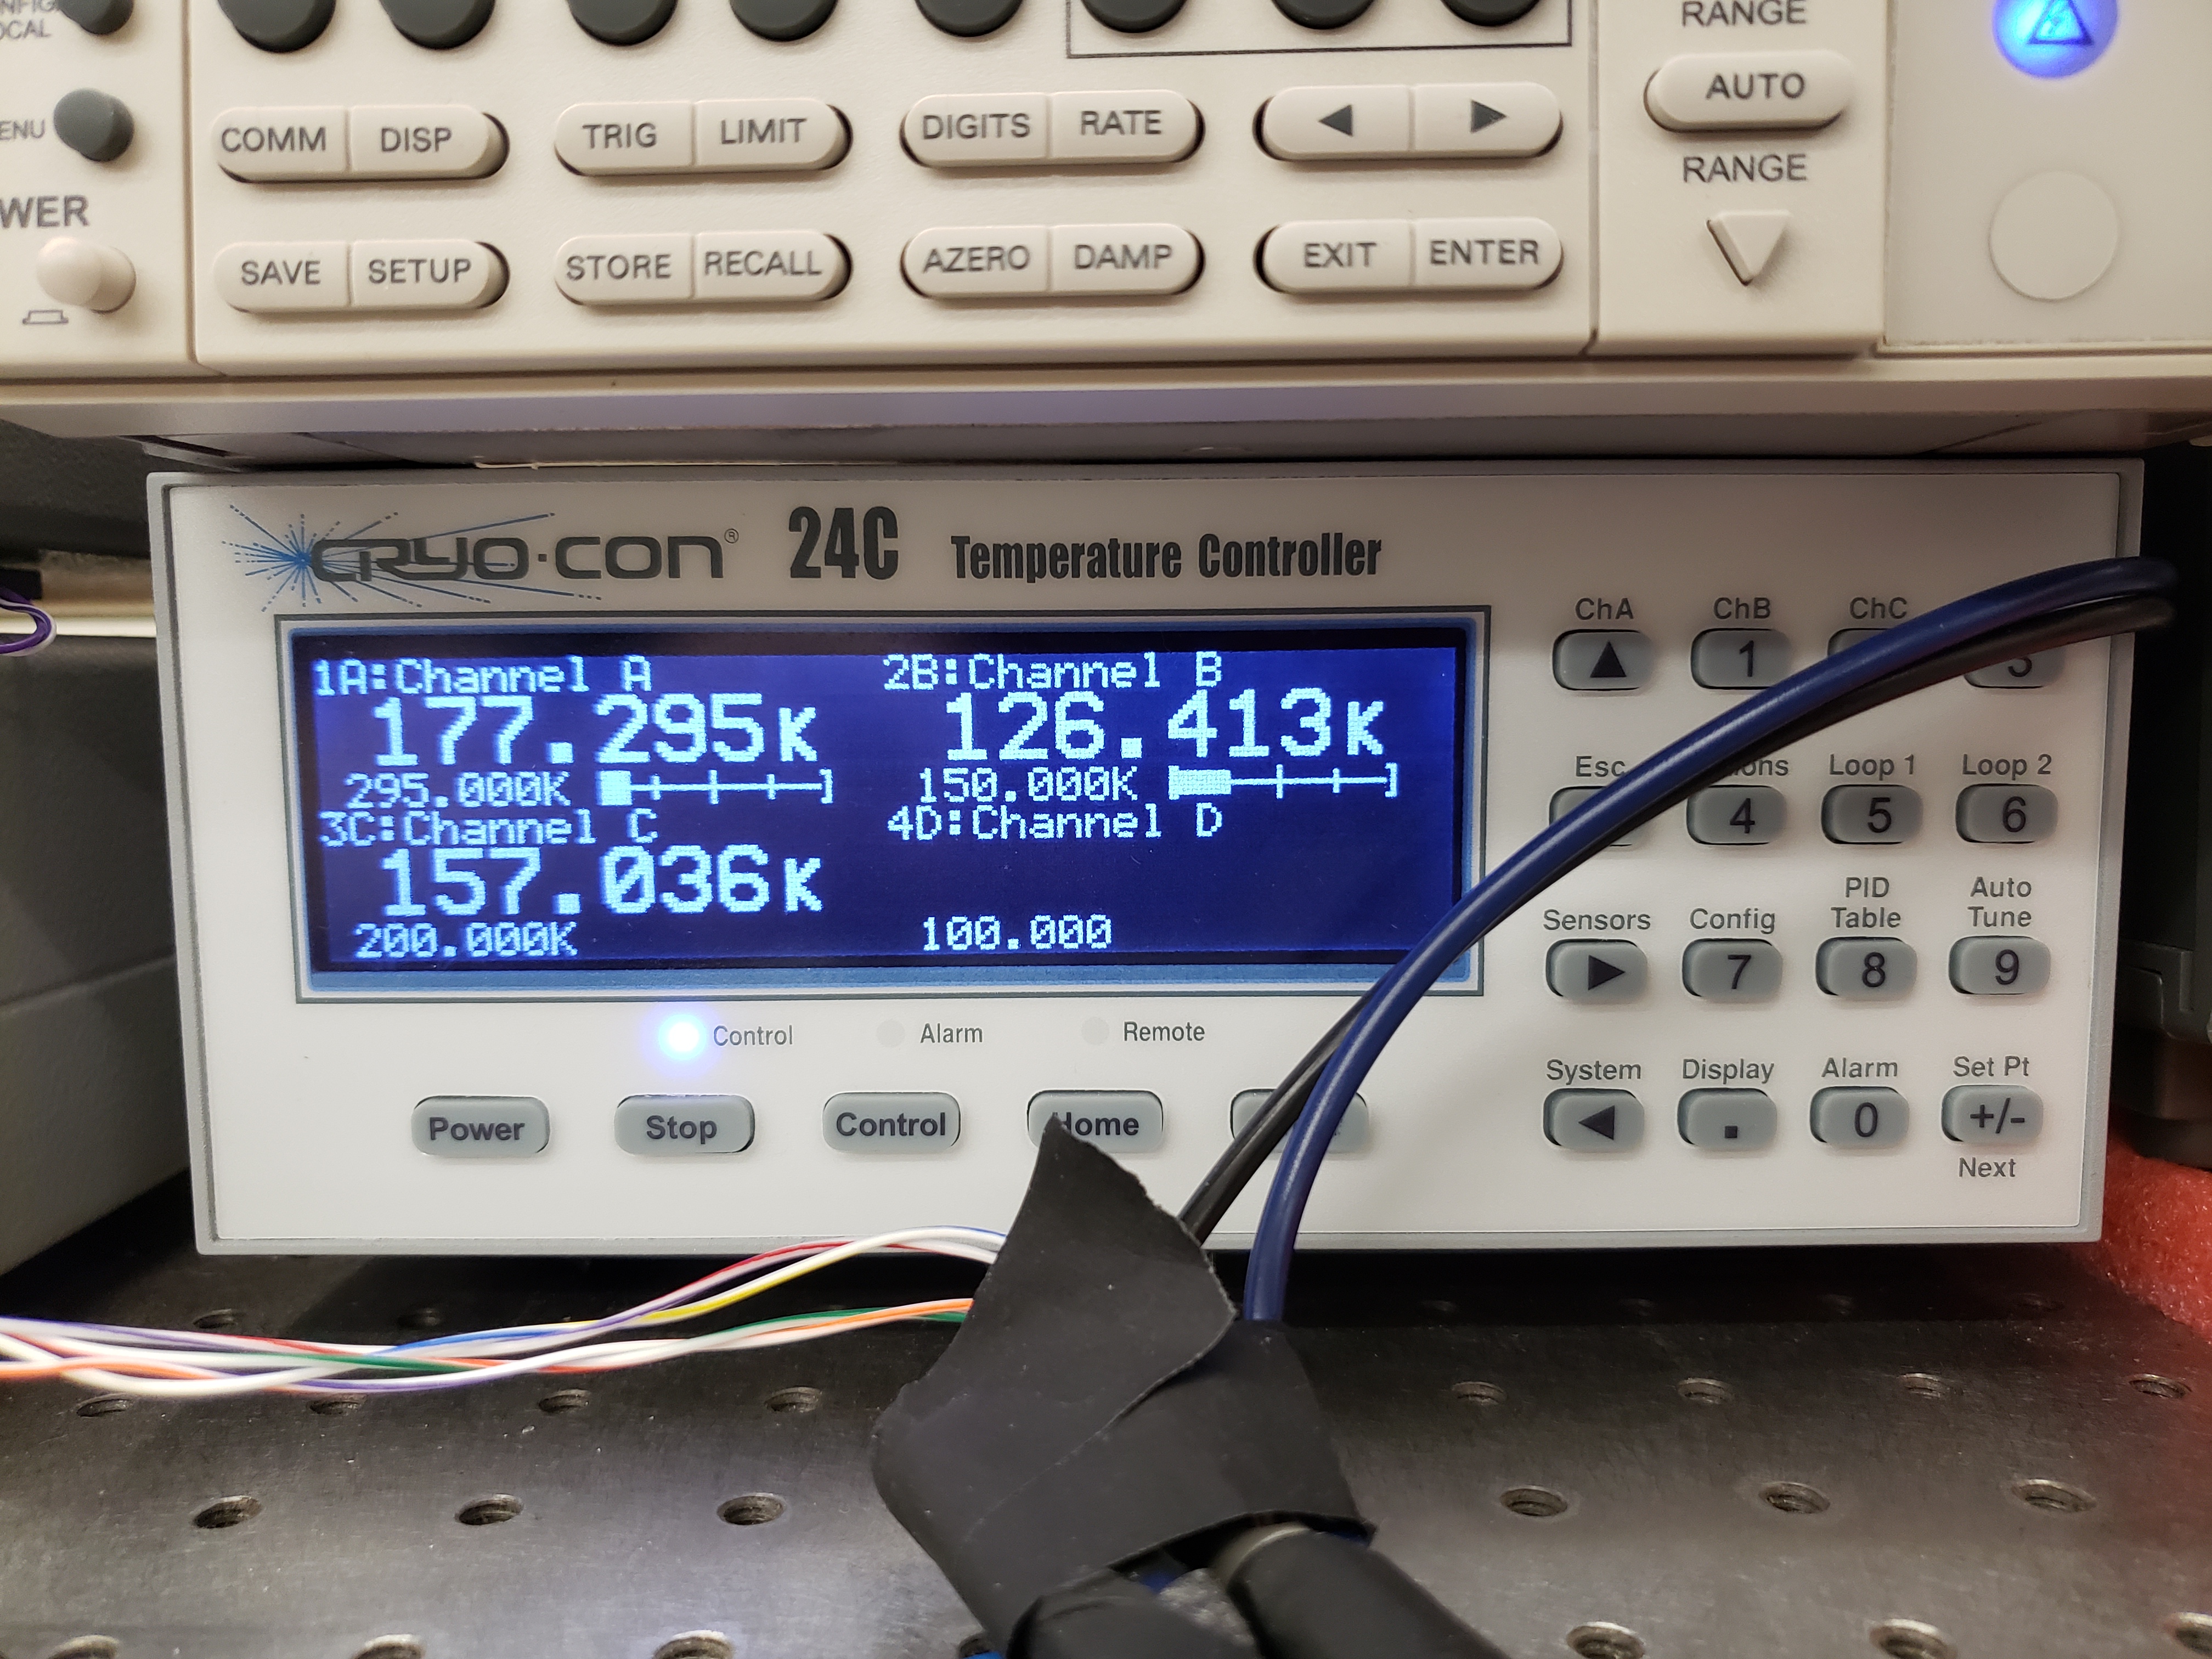 RANGE
COMM DISP TRIG LIMIT DIGITS RATE ◀ ▶ AUTO
RANGE
SAVE SETUP STORE RECALL AZERO DAMP EXIT ENTER
CRYO·CON® 24C Temperature Controller
ChA ChB ChC
▲ 1 3
1A:Channel A 2B:Channel B
177.295K 126.413K
295.000K 150.000K
3C:Channel C 4D:Channel D
157.036K
200.000K 100.000
Esc Loop 1 Loop 2
4 5 6
Sensors Config PID Table Auto Tune
▶ 7 8 9
Control Alarm Remote
System Display Alarm Set Pt
Power Stop Control Home ◀ . 0 +/-
Next